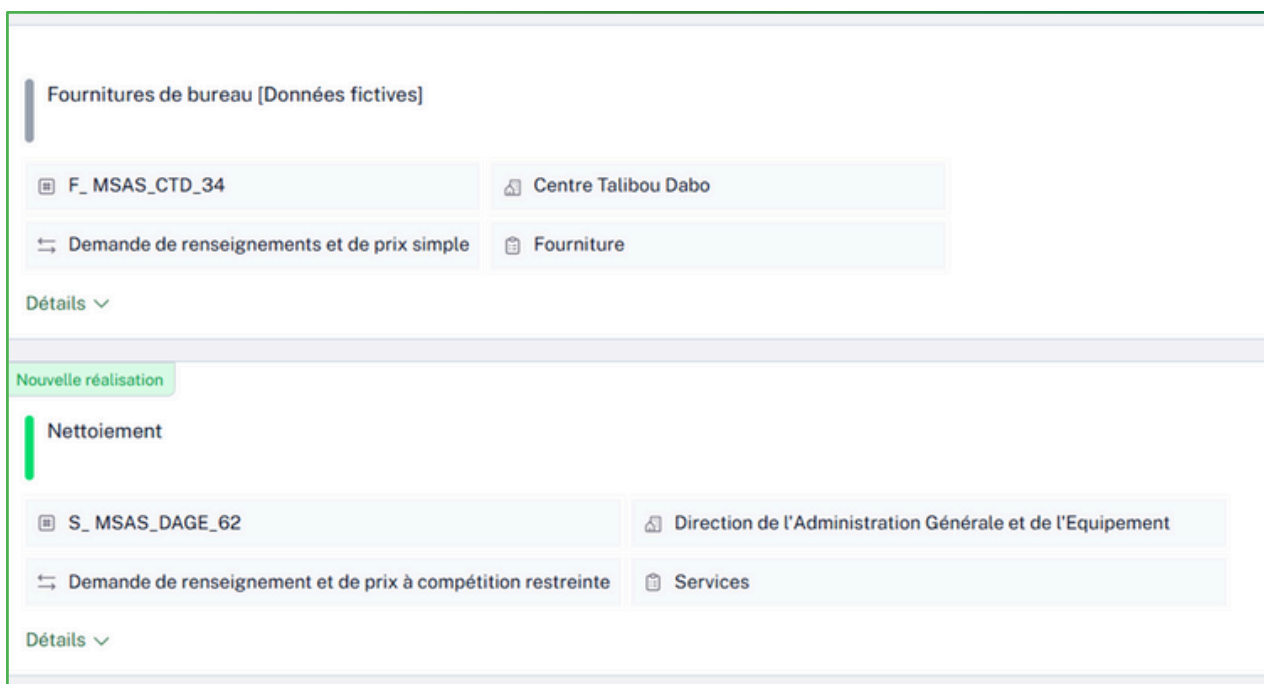 Fournitures de bureau [Données fictives]
F_ MSAS_CTD_34
Centre Talibou Dabo
Demande de renseignements et de prix simple
Fourniture
Détails
Nouvelle réalisation
Nettoiement
S_ MSAS_DAGE_62
Direction de l'Administration Générale et de l'Equipement
Demande de renseignement et de prix à compétition restreinte
Services
Détails